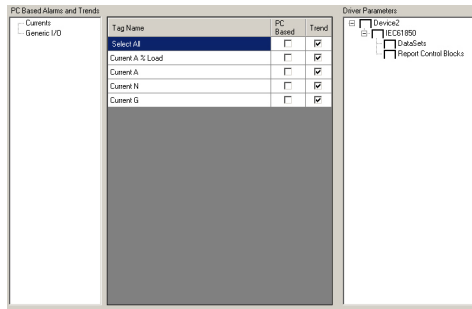 PC Based Alarms and Trends
Currents
Generic I/O
Tag Name PC Based Trend
Select All
Current A % Load
Current A
Current N
Current G
Driver Parameters
Device2
IEC61850
DataSets
Report Control Blocks